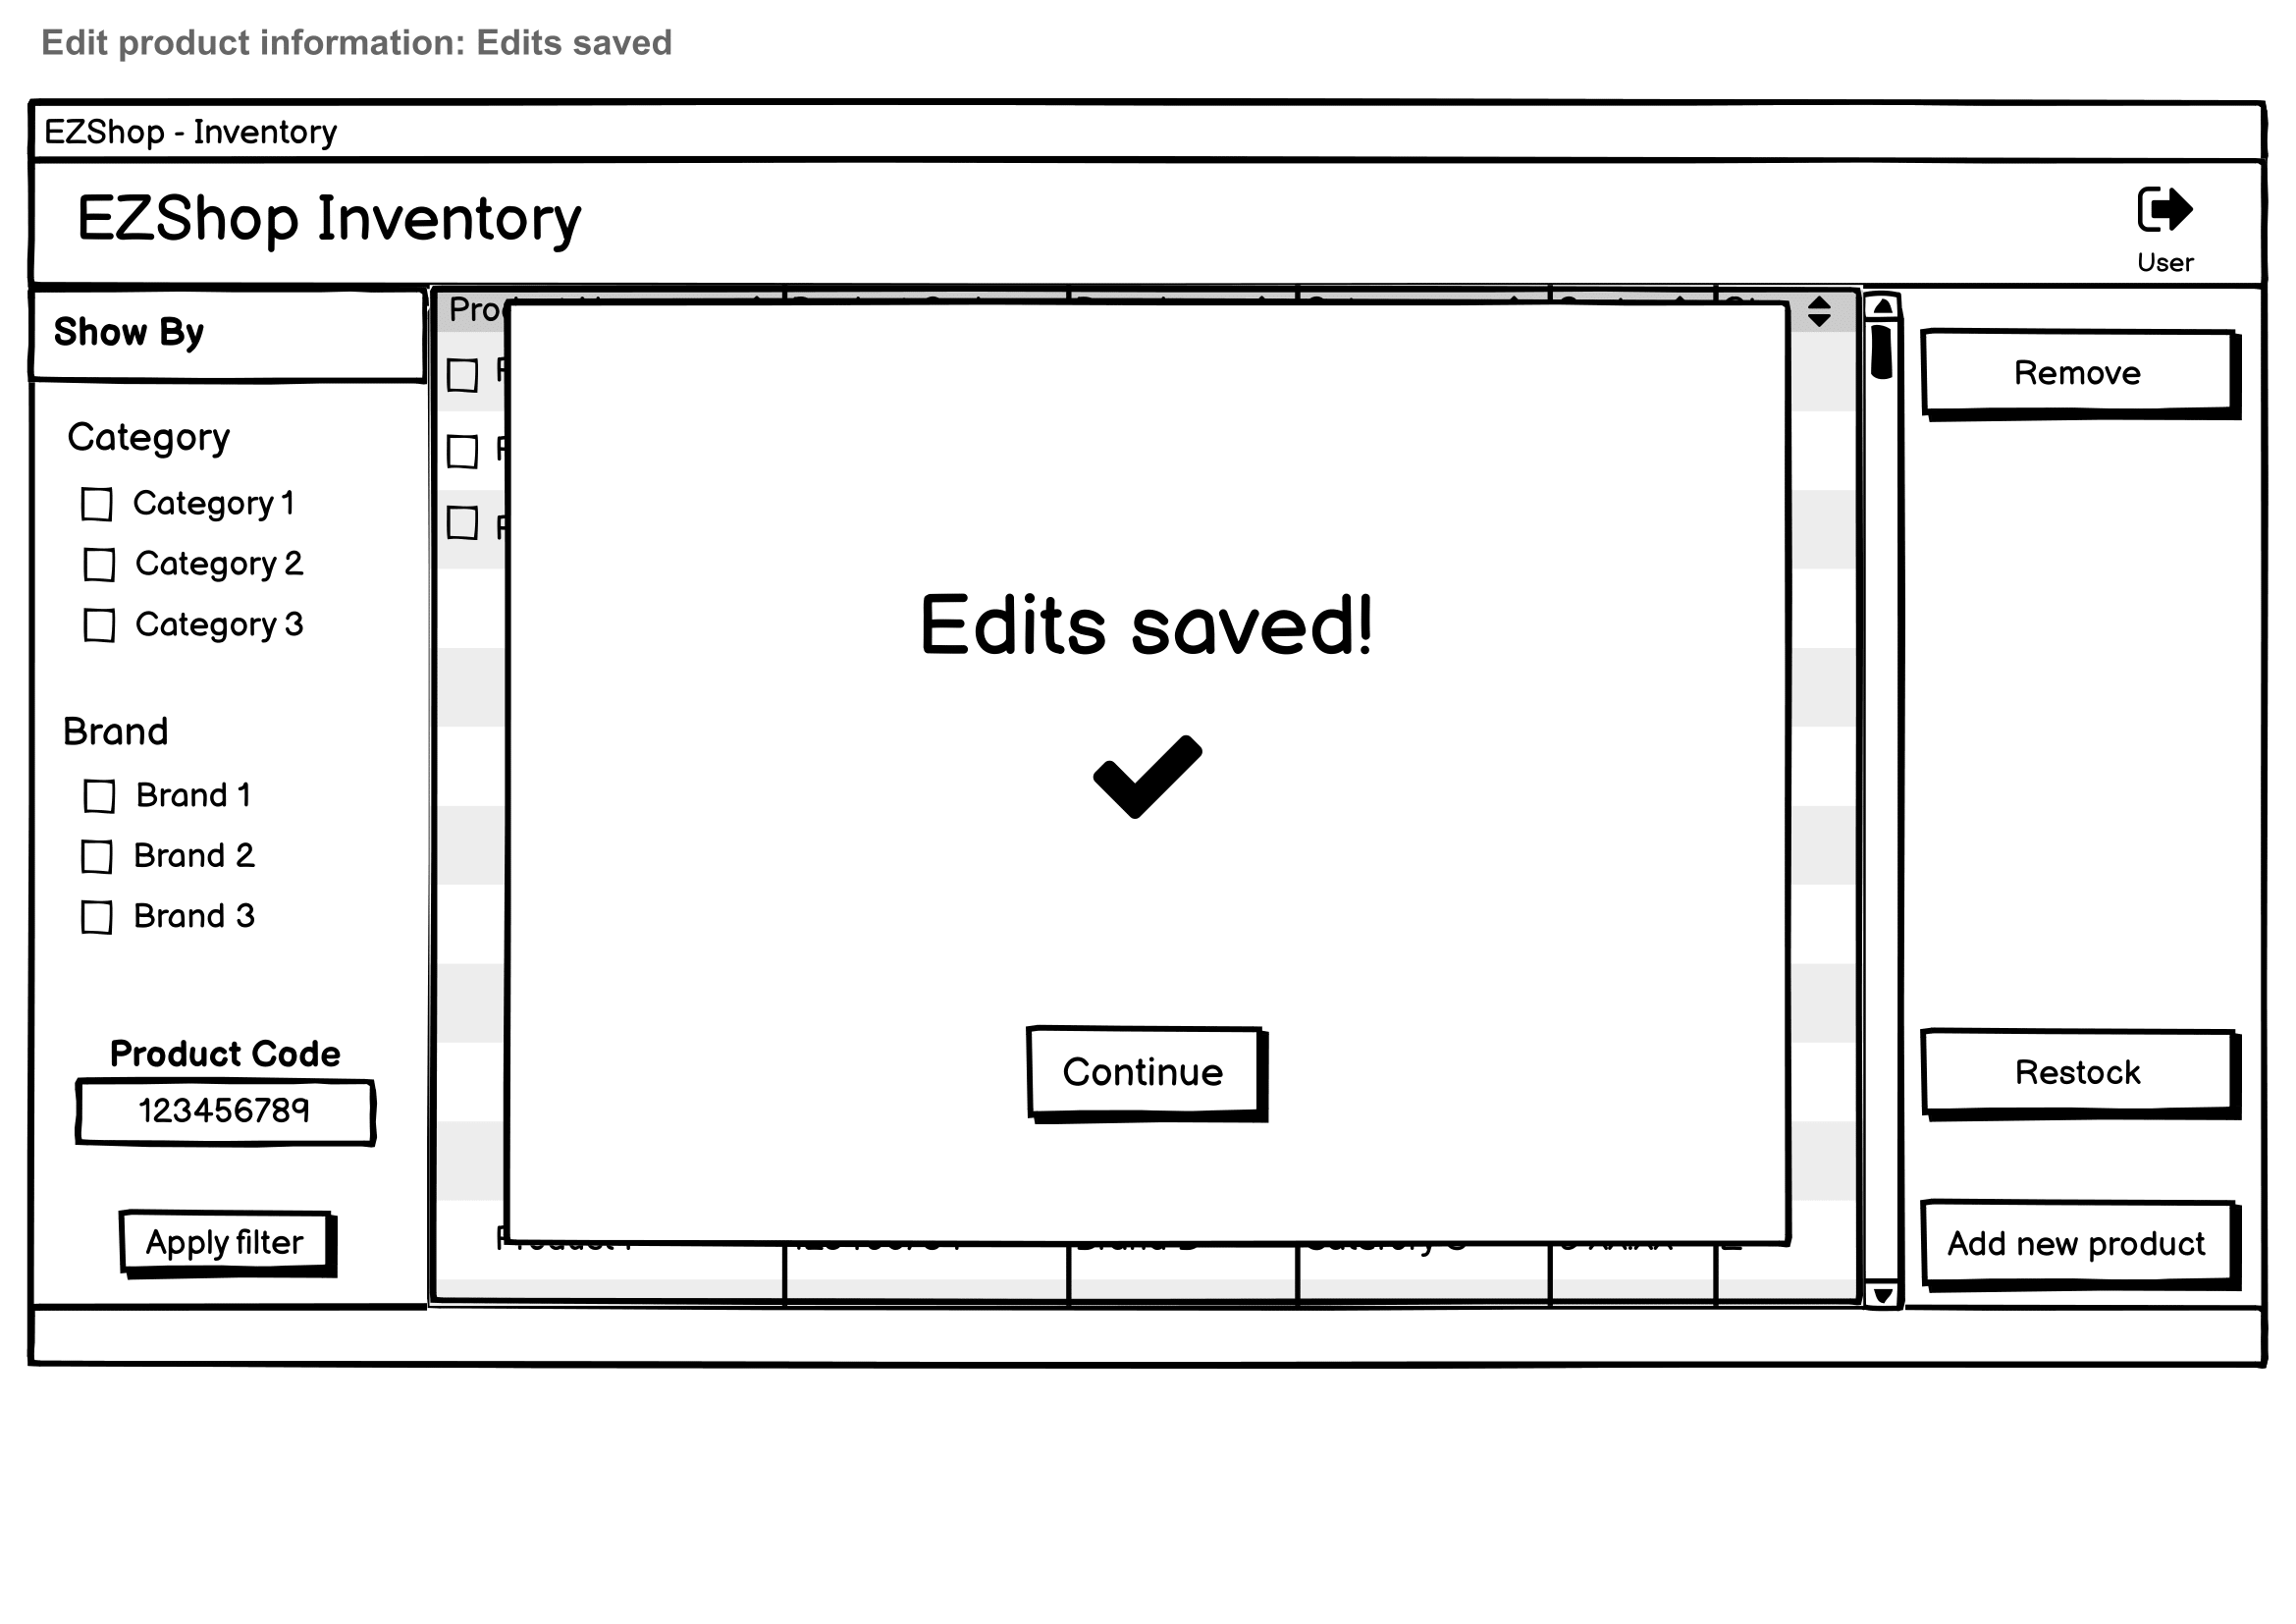 Edit product information: Edits saved
EZShop - Inventory
EZShop Inventory
User
Show By
Category
Category 1
Category 2
Category 3
Brand
Brand 1
Brand 2
Brand 3
Product Code
123456789
Apply filter
Edits saved!
Continue
Remove
Restock
Add new product